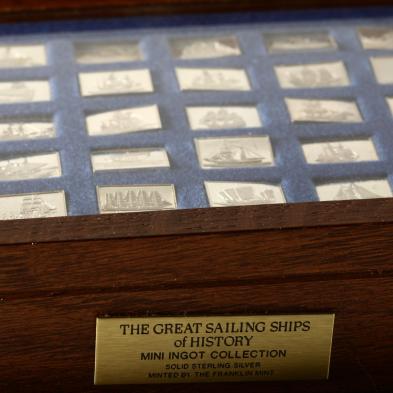 THE GREAT SAILING SHIPS
of HISTORY
MINI INGOT COLLECTION
SOLID STERLING SILVER
MINTED BY: THE FRANKLIN MINT